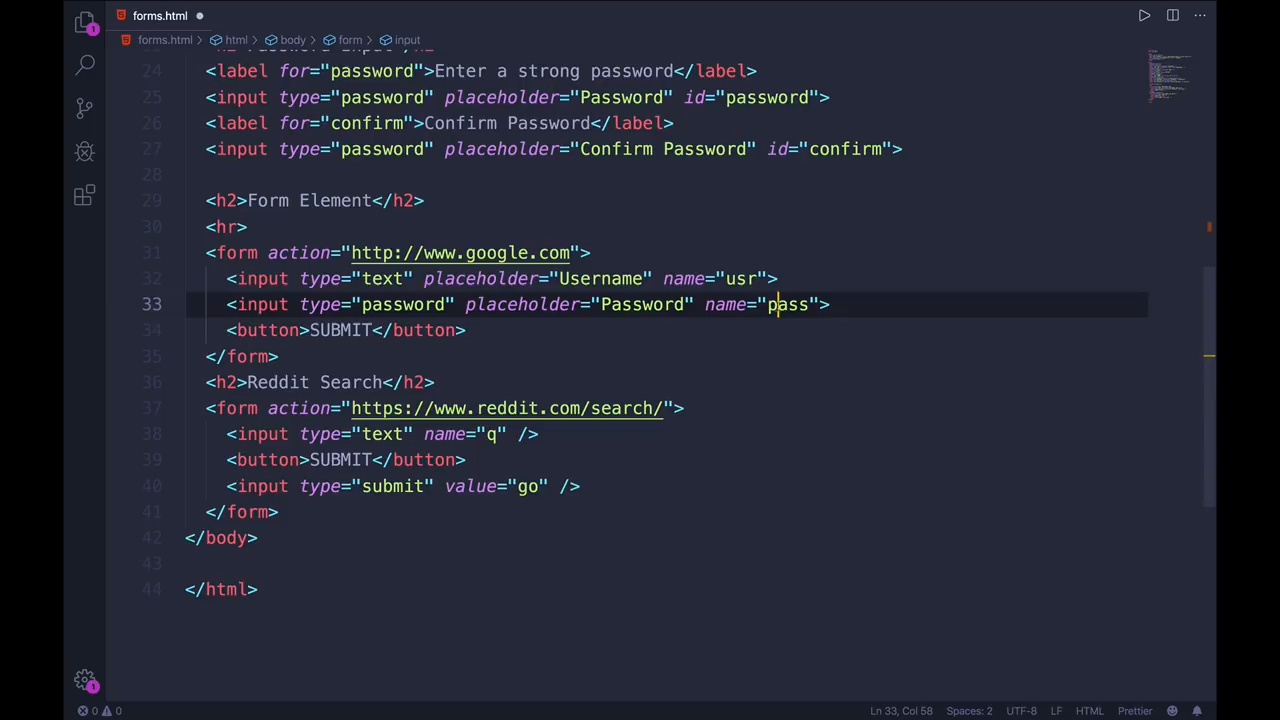 forms.html
forms.html html body form input
24 <label for="password">Enter a strong password</label>
25 <input type="password" placeholder="Password" id="password">
26 <label for="confirm">Confirm Password</label>
27 <input type="password" placeholder="Confirm Password" id="confirm">
28
29 <h2>Form Element</h2>
30 <hr>
31 <form action="http://www.google.com">
32 <input type="text" placeholder="Username" name="usr">
33 <input type="password" placeholder="Password" name="pass">
34 <button>SUBMIT</button>
35 </form>
36 <h2>Reddit Search</h2>
37 <form action="https://www.reddit.com/search/">
38 <input type="text" name="q" />
39 <button>SUBMIT</button>
40 <input type="submit" value="go" />
41 </form>
42 </body>
43
44 </html>
1
1
0 0 Ln 33, Col 58 Spaces: 2 UTF-8 LF HTML Prettier